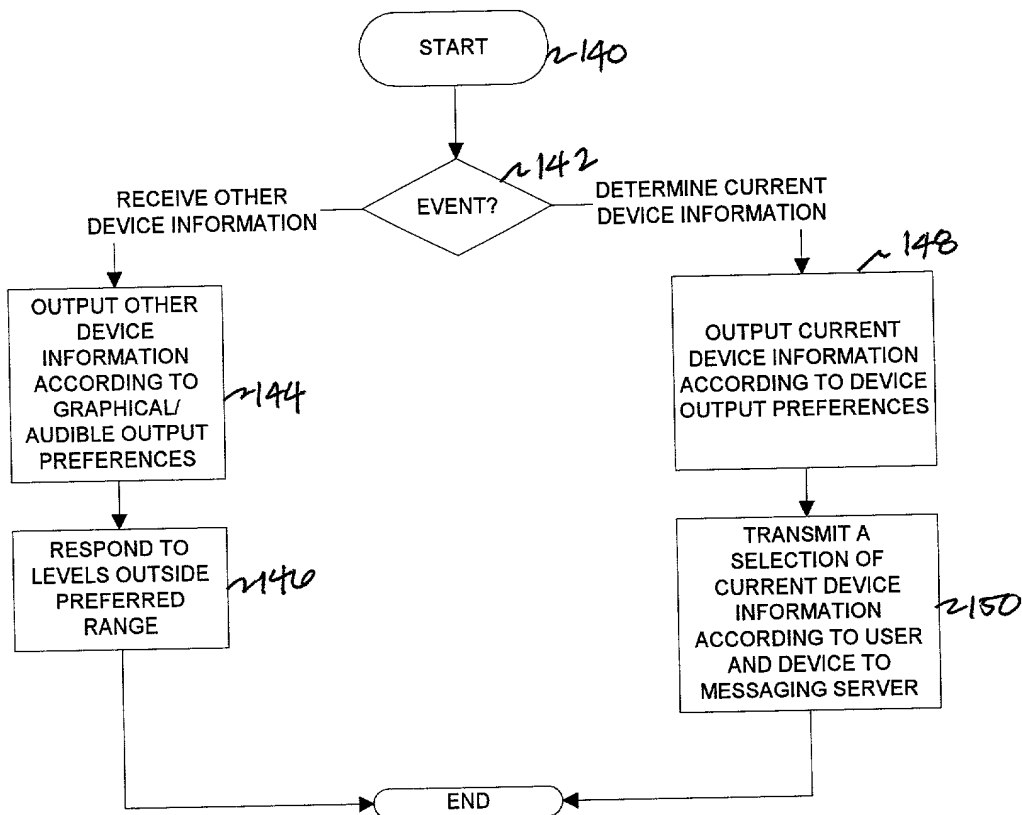 START
~140
~142
EVENT?
RECEIVE OTHER
DEVICE INFORMATION
DETERMINE CURRENT
DEVICE INFORMATION
~148
OUTPUT OTHER
DEVICE
INFORMATION
ACCORDING TO
GRAPHICAL/
AUDIBLE OUTPUT
PREFERENCES
~144
OUTPUT CURRENT
DEVICE INFORMATION
ACCORDING TO DEVICE
OUTPUT PREFERENCES
RESPOND TO
LEVELS OUTSIDE
PREFERRED
RANGE
~146
TRANSMIT A
SELECTION OF
CURRENT DEVICE
INFORMATION
ACCORDING TO USER
AND DEVICE TO
MESSAGING SERVER
~150
END